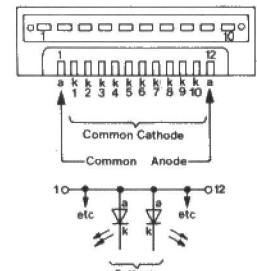 1 10
1 12
a k k k k k k k k k k a
1 2 3 4 5 6 7 8 9 10
Common Cathode
Common Anode
1 12
etc a a etc
k k